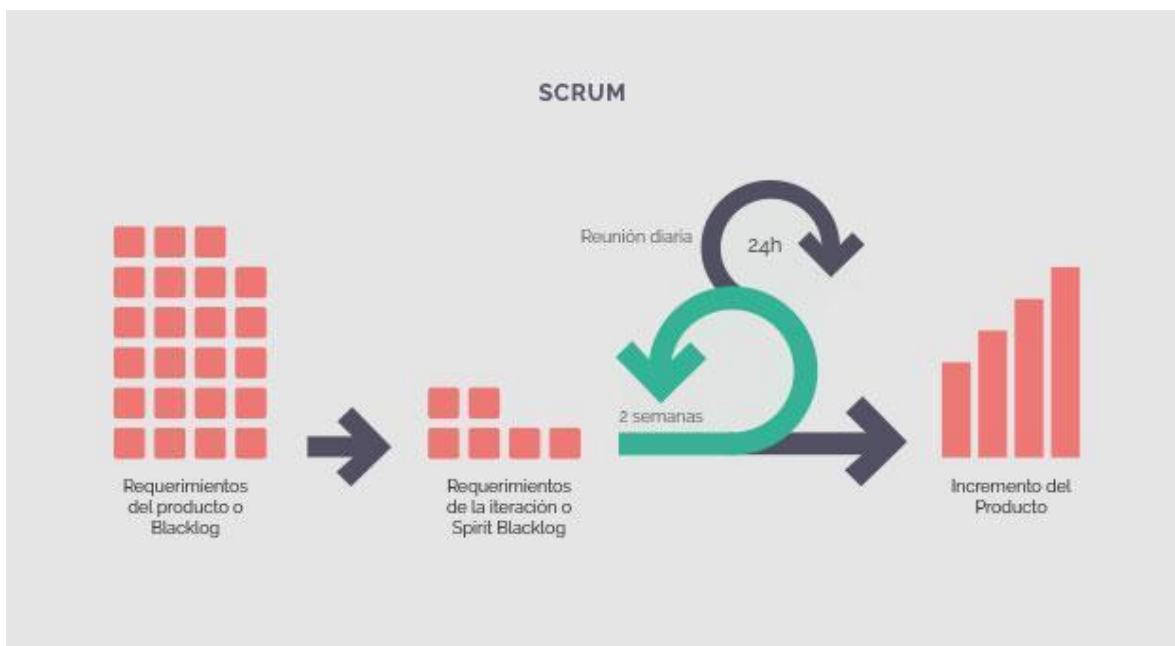 SCRUM
Reunión diaria
24h
2 semanas
Requerimientos
del producto o
Blacklog
Requerimientos
de la iteración o
Spirit Blacklog
Incremento del
Producto